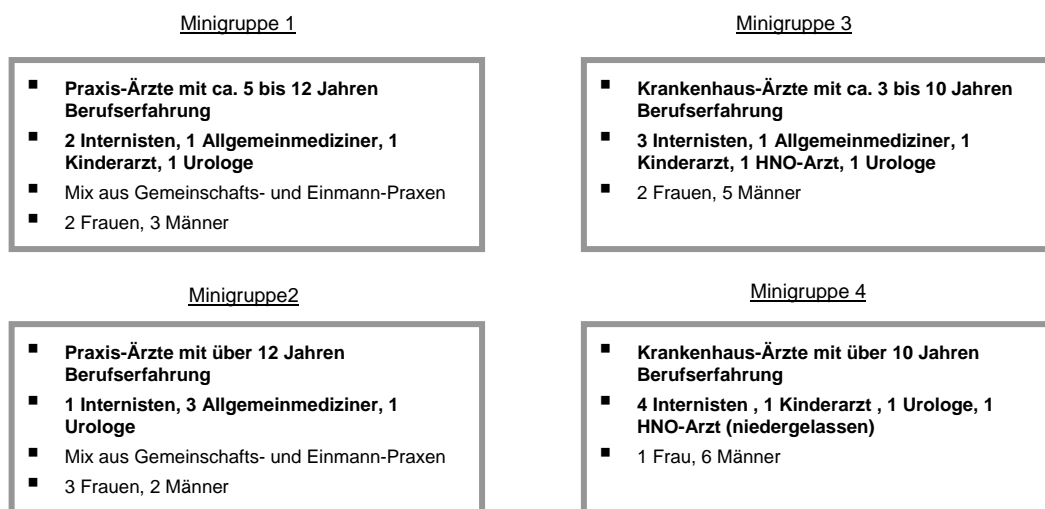 Minigruppe 1
▪ Praxis-Ärzte mit ca. 5 bis 12 Jahren
Berufserfahrung
▪ 2 Internisten, 1 Allgemeinmediziner, 1
Kinderarzt, 1 Urologe
▪ Mix aus Gemeinschafts- und Einmann-Praxen
▪ 2 Frauen, 3 Männer
Minigruppe 3
▪ Krankenhaus-Ärzte mit ca. 3 bis 10 Jahren
Berufserfahrung
▪ 3 Internisten, 1 Allgemeinmediziner, 1
Kinderarzt, 1 HNO-Arzt, 1 Urologe
▪ 2 Frauen, 5 Männer
Minigruppe2
▪ Praxis-Ärzte mit über 12 Jahren
Berufserfahrung
▪ 1 Internisten, 3 Allgemeinmediziner, 1
Urologe
▪ Mix aus Gemeinschafts- und Einmann-Praxen
▪ 3 Frauen, 2 Männer
Minigruppe 4
▪ Krankenhaus-Ärzte mit über 10 Jahren
Berufserfahrung
▪ 4 Internisten , 1 Kinderarzt , 1 Urologe, 1
HNO-Arzt (niedergelassen)
▪ 1 Frau, 6 Männer